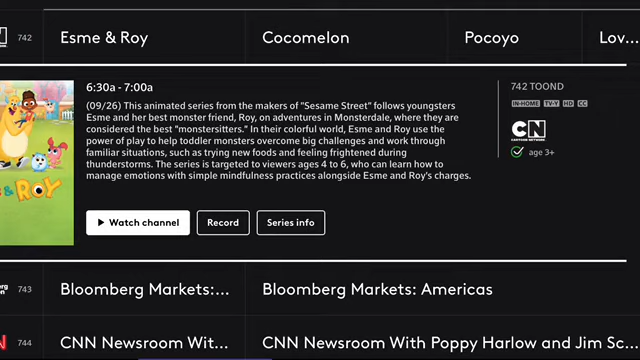 742 Esme & Roy Cocomelon Pocoyo Lov...
6:30a - 7:00a
(09/26) This animated series from the makers of "Sesame Street" follows youngsters
Esme and her best monster friend, Roy, on adventures in Monsterdale, where they are
considered the best "monstersitters." In their colorful world, Esme and Roy use the
power of play to help toddler monsters overcome big challenges and work through
familiar situations, such as trying new foods and feeling frightened during
thunderstorms. The series is targeted to viewers ages 4 to 6, who can learn how to
manage emotions with simple mindfulness practices alongside Esme and Roy's charges.
742 TOOND
IN-HOME TV-Y HD CC
CN
CARTOON NETWORK
age 3+
& ROY
Watch channel Record Series info
743 Bloomberg Markets:... Bloomberg Markets: Americas
744 CNN Newsroom Wit... CNN Newsroom With Poppy Harlow and Jim Sc...